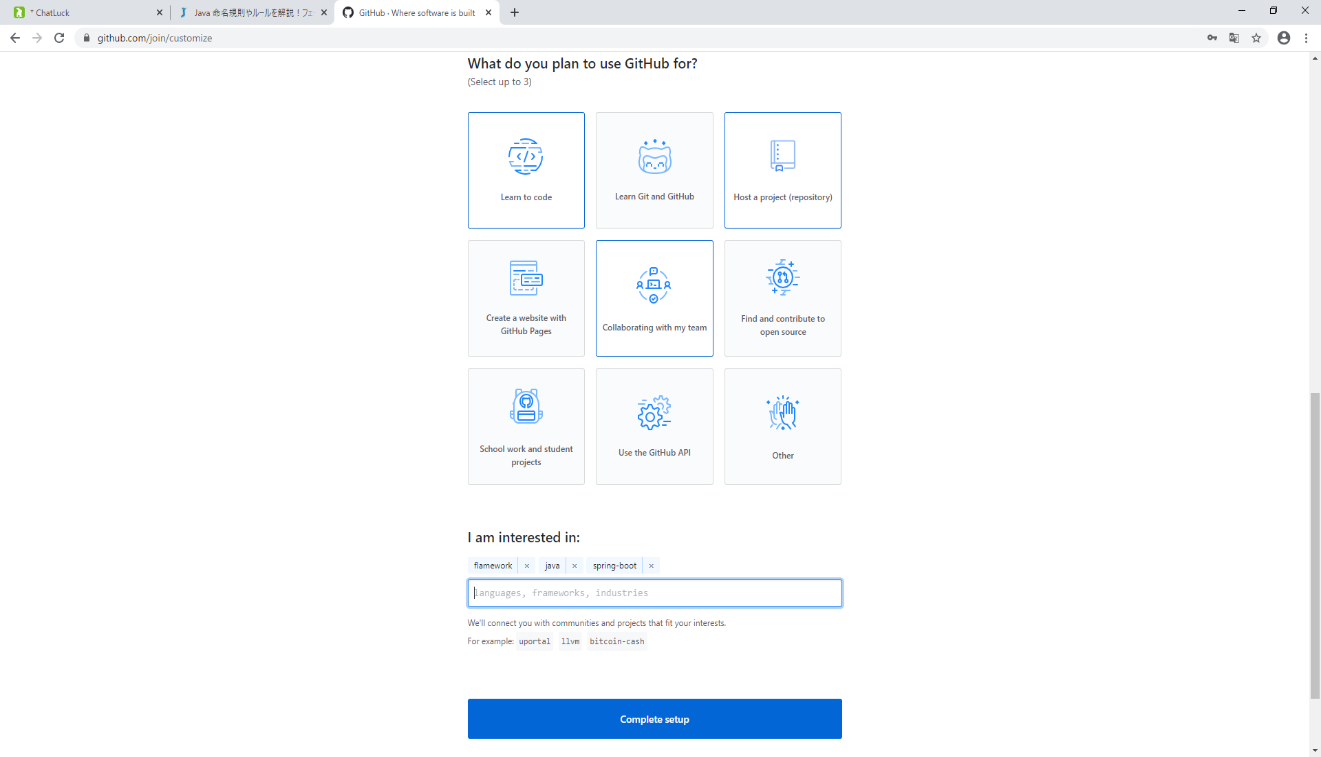 * ChatLuck
Java 命名規則やルールを解説！フェ
GitHub · Where software is built
github.com/join/customize
What do you plan to use GitHub for?
(Select up to 3)
Learn to code
Learn Git and GitHub
Host a project (repository)
Create a website with
GitHub Pages
Collaborating with my team
Find and contribute to
open source
School work and student
projects
Use the GitHub API
Other
I am interested in:
flamework × java × spring-boot ×
languages, frameworks, industries
We'll connect you with communities and projects that fit your interests.
For example: uportal llvm bitcoin-cash
Complete setup